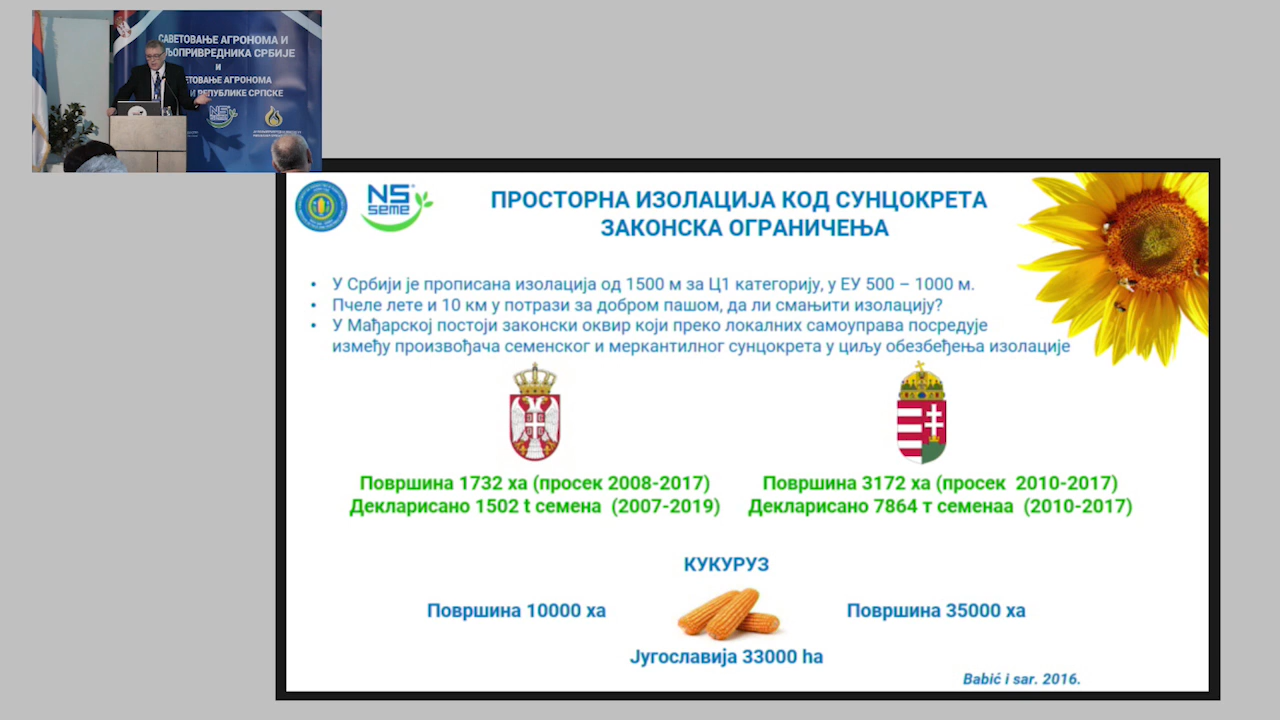 САВЕТОВАЊЕ АГРОНОМА И
ЉОПРИВРЕДНИКА СРБИЈЕ
И
ЕТОВАЊЕ АГРОНОМА
И РЕПУБЛИКЕ СРПСКЕ
NS
NS
seme
ПРОСТОРНА ИЗОЛАЦИЈА КОД СУНЦОКРЕТА
ЗАКОНСКА ОГРАНИЧЕЊА
• У Србији је прописана изолација од 1500 м за Ц1 категорију, у ЕУ 500 – 1000 м.
• Пчеле лете и 10 км у потрази за добром пашом, да ли смањити изолацију?
• У Мађарској постоји законски оквир који преко локалних самоуправа посредује
између произвођача семенског и меркантилног сунцокрета у циљу обезбеђења изолације
Површина 1732 ха (просек 2008-2017)
Декларисано 1502 t семена (2007-2019)
Површина 3172 ха (просек 2010-2017)
Декларисано 7864 т семенаа (2010-2017)
КУКУРУЗ
Површина 10000 ха
Површина 35000 ха
Југославија 33000 ha
Babić i sar. 2016.